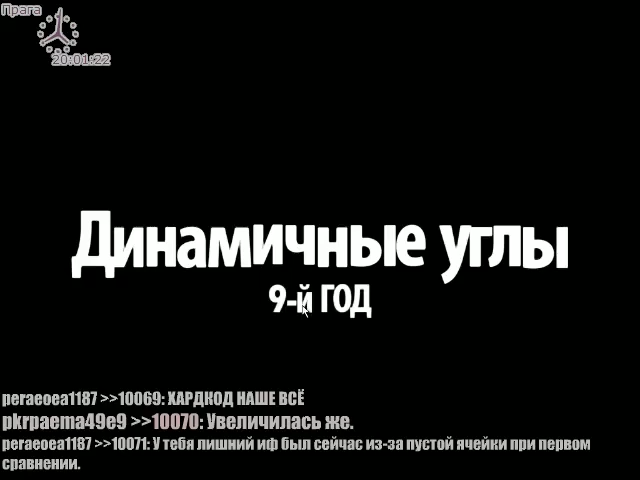 Прага
20:01:22
Динамичные углы
9-й ГОД
peraeoea1187 >>10069: ХАРДКОД НАШЕ ВСЁ
pkrpaema49e9 >>10070: Увеличилась же.
peraeoea1187 >>10071: У тебя лишний иф был сейчас из-за пустой ячейки при первом
сравнении.